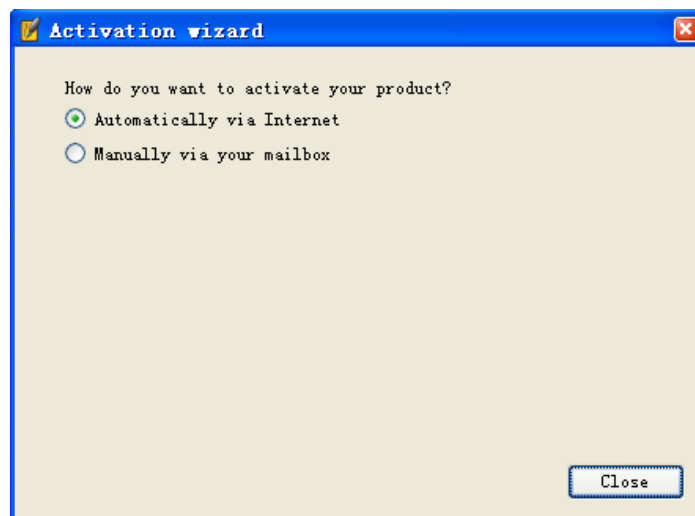 Activation wizard
How do you want to activate your product?
Automatically via Internet
Manually via your mailbox
Close